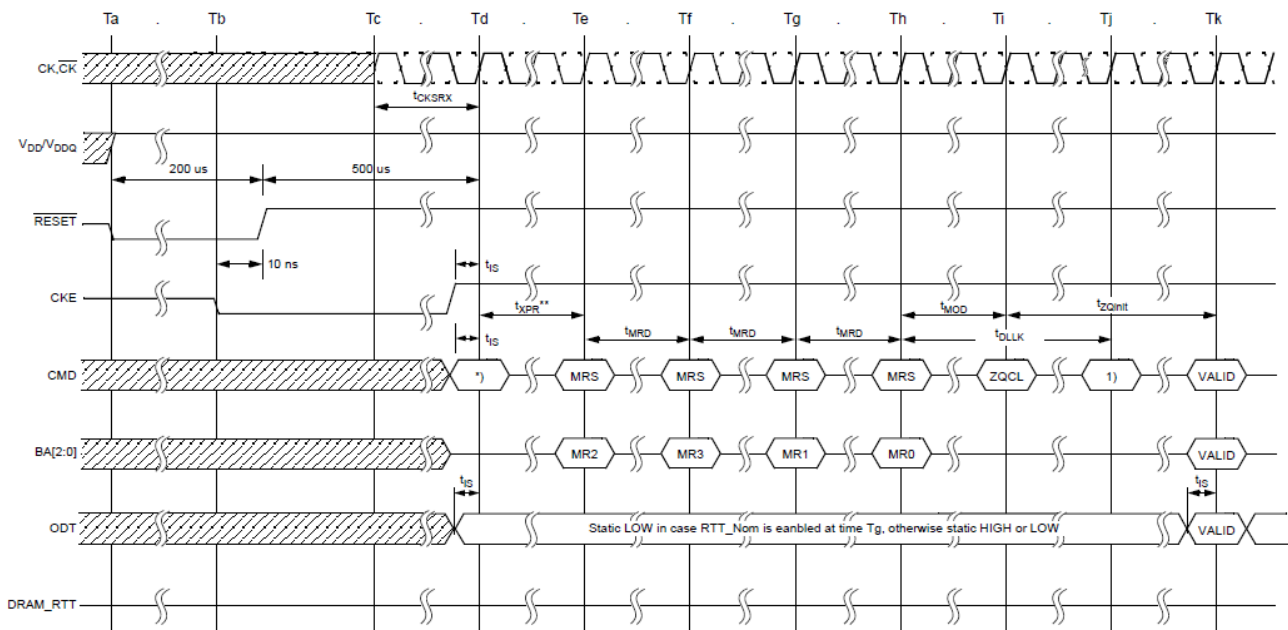 Ta . Tb Tc . Td . Te . Tf . Tg . Th . Ti . Tj . Tk
CK,CK
tCKSRX
VDD/VDDQ
200 us 500 us
RESET
10 ns tIS
CKE
tXPR** tMOD tZQinit
tIS tMRD tMRD tMRD tDLLK
CMD *) MRS MRS MRS MRS ZQCL 1) VALID
BA[2:0] MR2 MR3 MR1 MR0 VALID
tIS tIS
ODT Static LOW in case RTT_Nom is eanbled at time Tg, otherwise static HIGH or LOW VALID
DRAM_RTT